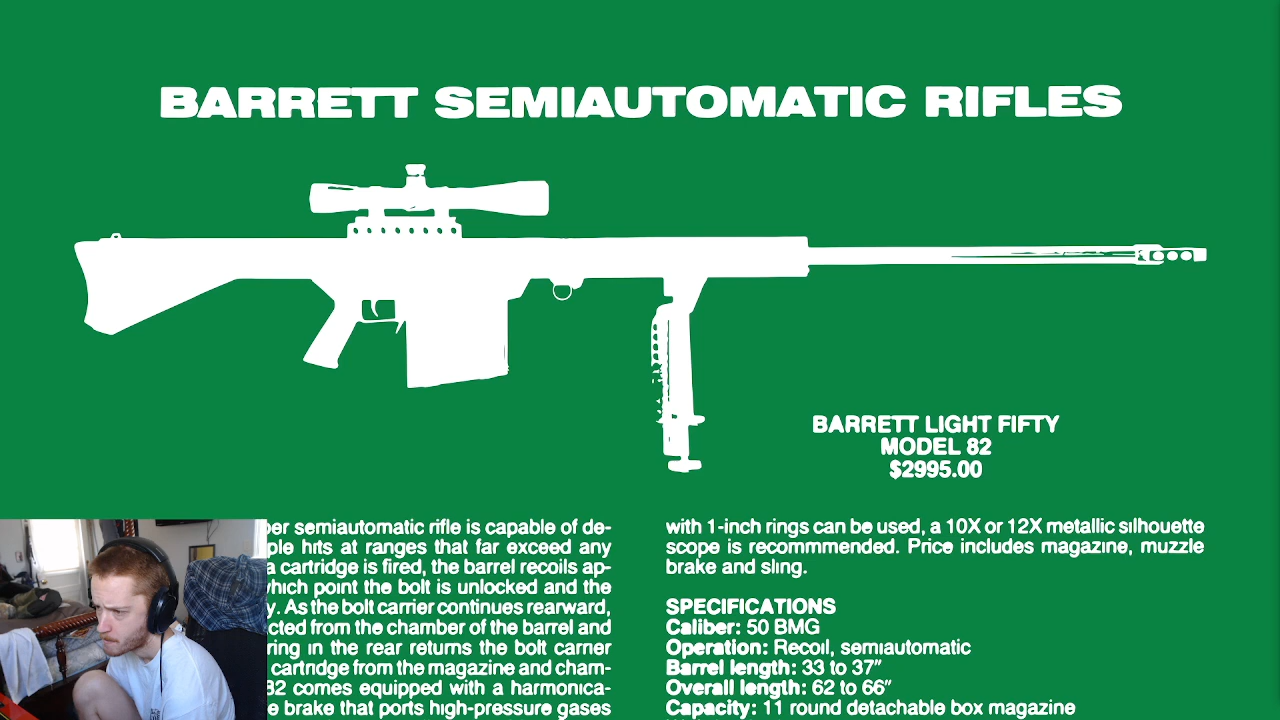 BARRETT SEMIAUTOMATIC RIFLES
BARRETT LIGHT FIFTY
MODEL 82
$2995.00
semiautomatic rifle is capable of de-
hits at ranges that far exceed any
a cartridge is fired, the barrel recoils ap-
which point the bolt is unlocked and the
As the bolt carrier continues rearward,
from the chamber of the barrel and
in the rear returns the bolt carrier
cartridge from the magazine and cham-
82 comes equipped with a harmonica-
brake that ports high-pressure gases
with 1-inch rings can be used, a 10X or 12X metallic silhouette
scope is recommmended. Price includes magazine, muzzle
brake and sling.
SPECIFICATIONS
Caliber: 50 BMG
Operation: Recoil, semiautomatic
Barrel length: 33 to 37″
Overall length: 62 to 66″
Capacity: 11 round detachable box magazine